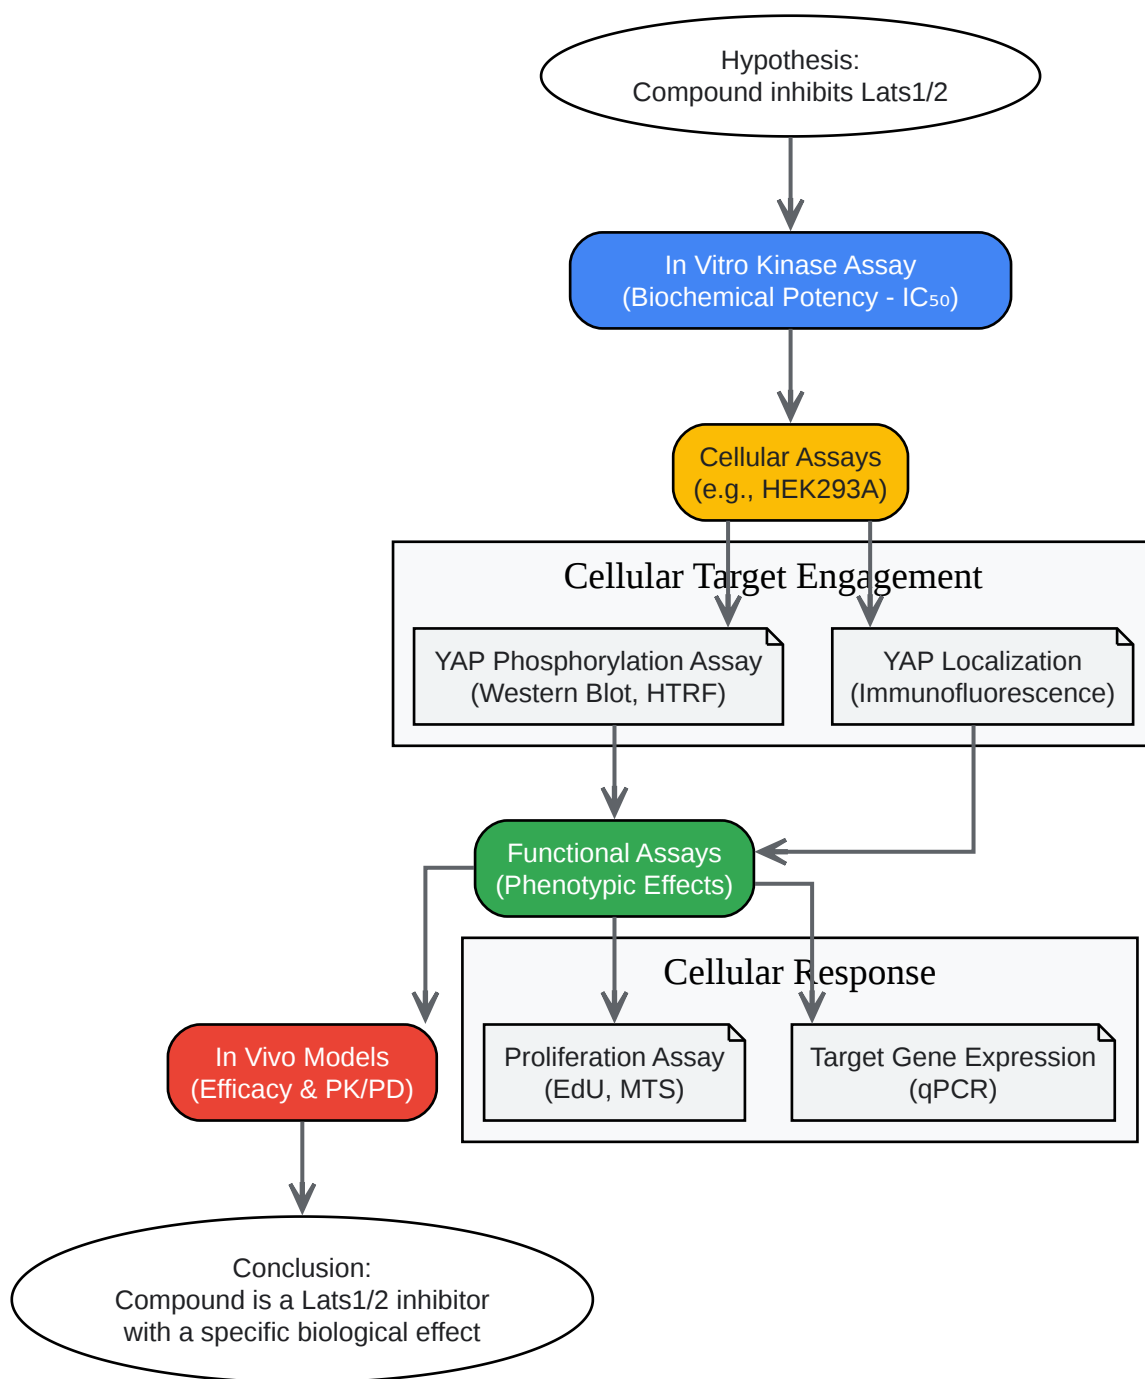 Hypothesis:
Compound inhibits Lats1/2
In Vitro Kinase Assay
(Biochemical Potency - IC₅₀)
Cellular Assays
(e.g., HEK293A)
Cellular Target Engagement
YAP Phosphorylation Assay
(Western Blot, HTRF)
YAP Localization
(Immunofluorescence)
Functional Assays
(Phenotypic Effects)
Cellular Response
In Vivo Models
(Efficacy & PK/PD)
Proliferation Assay
(EdU, MTS)
Target Gene Expression
(qPCR)
Conclusion:
Compound is a Lats1/2 inhibitor
with a specific biological effect